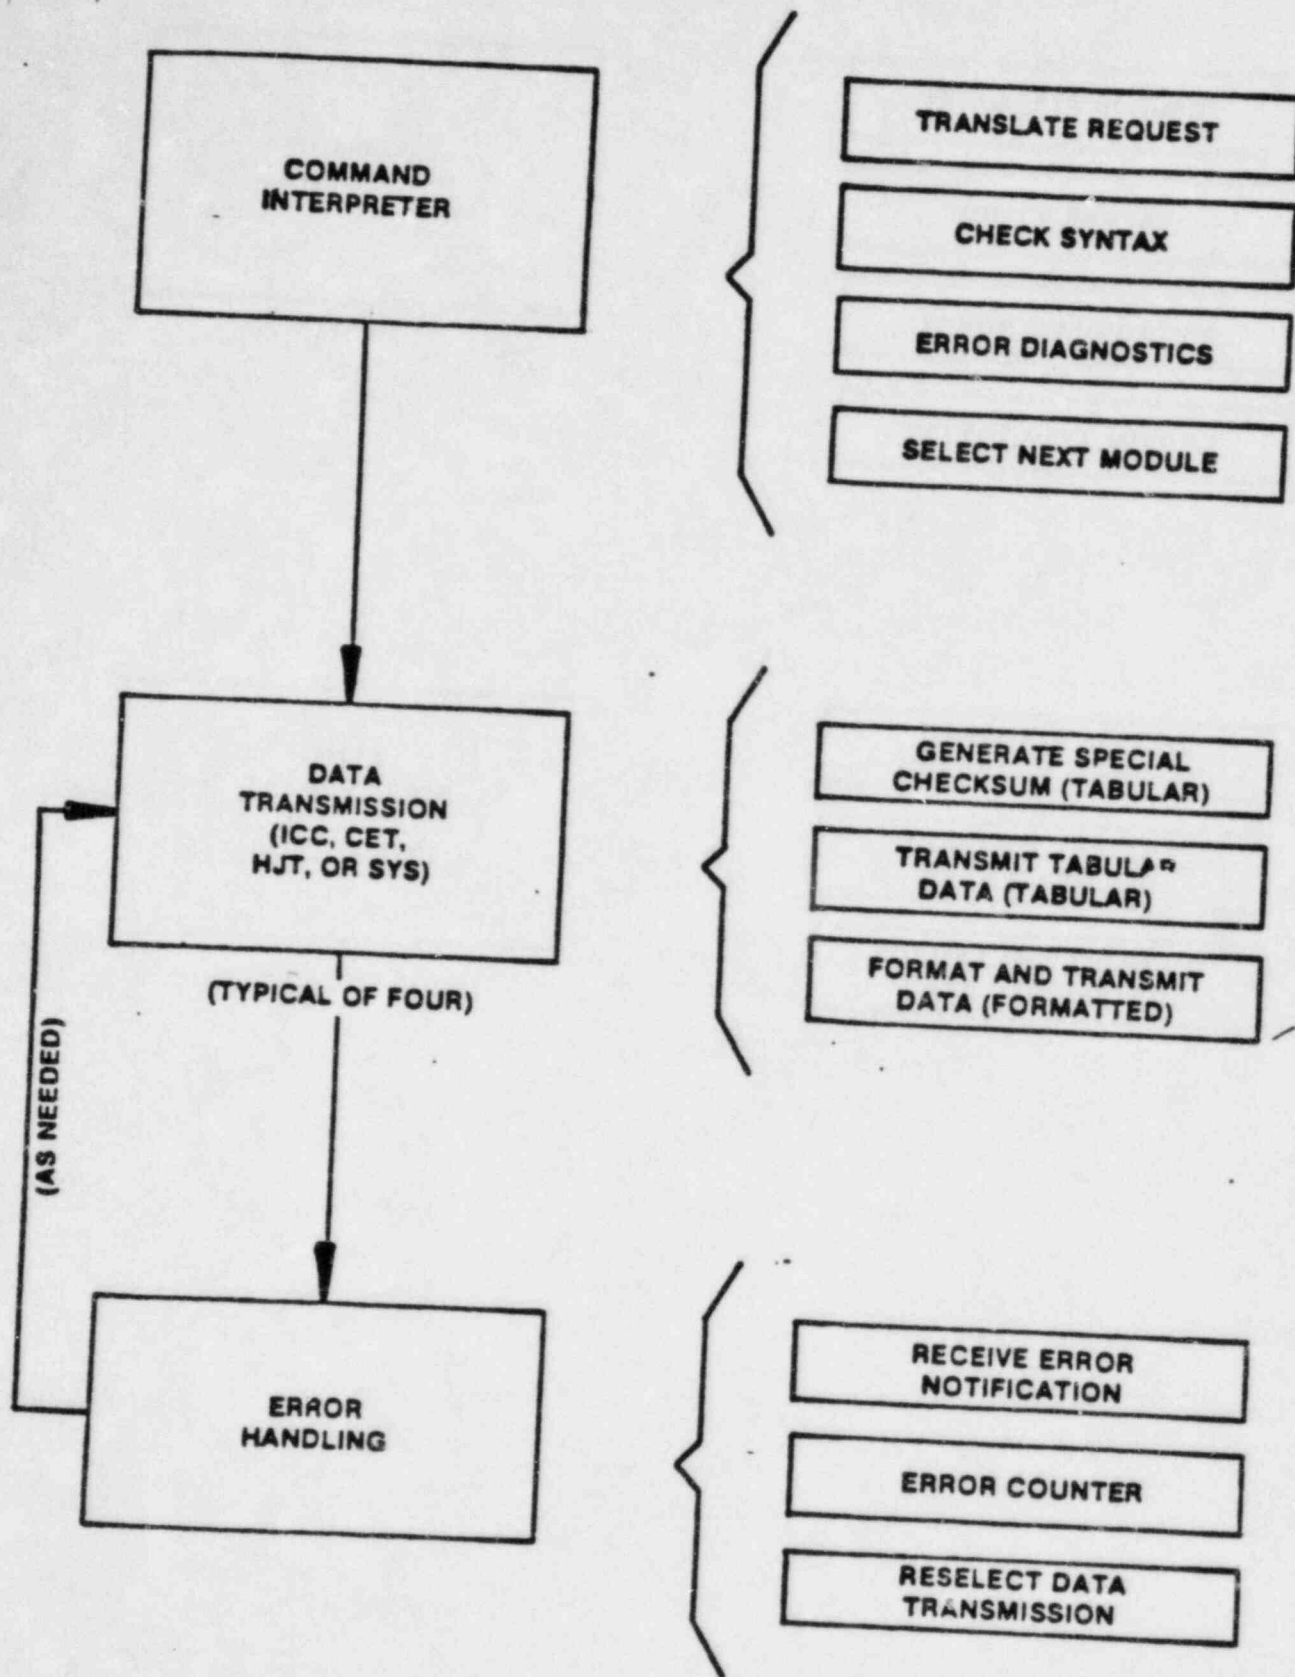 COMMAND
INTERPRETER
TRANSLATE REQUEST
CHECK SYNTAX
ERROR DIAGNOSTICS
SELECT NEXT MODULE
DATA
TRANSMISSION
(ICC, CET,
HJT, OR SYS)
(TYPICAL OF FOUR)
(AS NEEDED)
GENERATE SPECIAL
CHECKSUM (TABULAR)
TRANSMIT TABULAR
DATA (TABULAR)
FORMAT AND TRANSMIT
DATA (FORMATTED)
ERROR
HANDLING
RECEIVE ERROR
NOTIFICATION
ERROR COUNTER
RESELECT DATA
TRANSMISSION